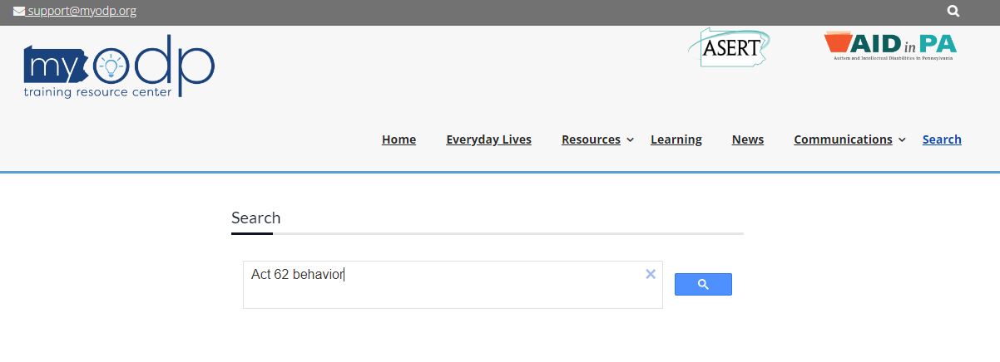 support@myodp.org
my odp
training resource center
ASERT
AID in PA
Autism and Intellectual Disabilities in Pennsylvania
Home Everyday Lives Resources Learning News Communications Search
Search
Act 62 behavior